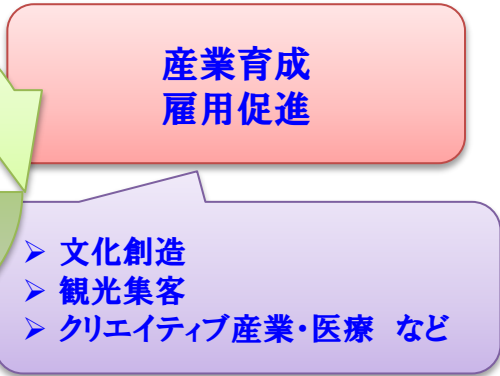 産業育成
雇用促進
➢ 文化創造
➢ 観光集客
➢ クリエイティブ産業・医療 など